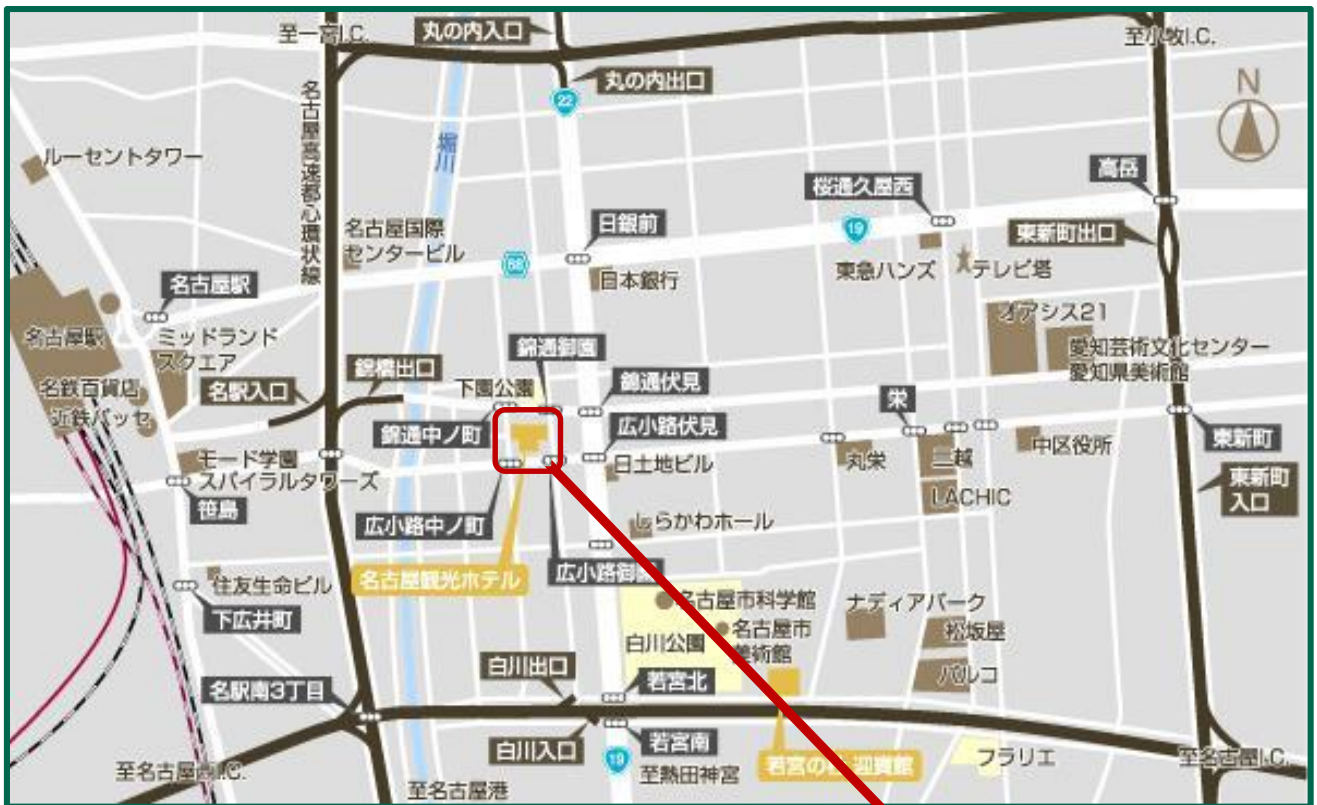 至一宮I.C.
丸の内入口
至小牧I.C.
丸の内出口
22
N
名古屋高速都心環状線
堀川
ルーセントタワー
高岳
桜通久屋西
日銀前
19
東新町出口
名古屋国際
センタービル
68
日本銀行
東急ハンズ
テレビ塔
名古屋駅
オアシス21
名古屋駅
ミッドランド
スクエア
錦通御園
愛知芸術文化センター
愛知県美術館
錦橋出口
名鉄百貨店
名駅入口
下園公園
錦通伏見
栄
近鉄パッセ
錦通中ノ町
広小路伏見
東新町
モード学園
スパイラルタワーズ
日土地ビル
丸栄
三越
中区役所
東新町
入口
笹島
LACHIC
広小路中ノ町
しらかわホール
名古屋観光ホテル
広小路御
住友生命ビル
名古屋市科学館
ナディアパーク
下広井町
名古屋市
美術館
白川公園
松坂屋
白川出口
若宮北
パルコ
名駅南3丁目
白川入口
若宮南
19
若宮の
迎賓館
フラリエ
至名古屋I.C.
至名古屋西I.C.
至熱田神宮
至名古屋港